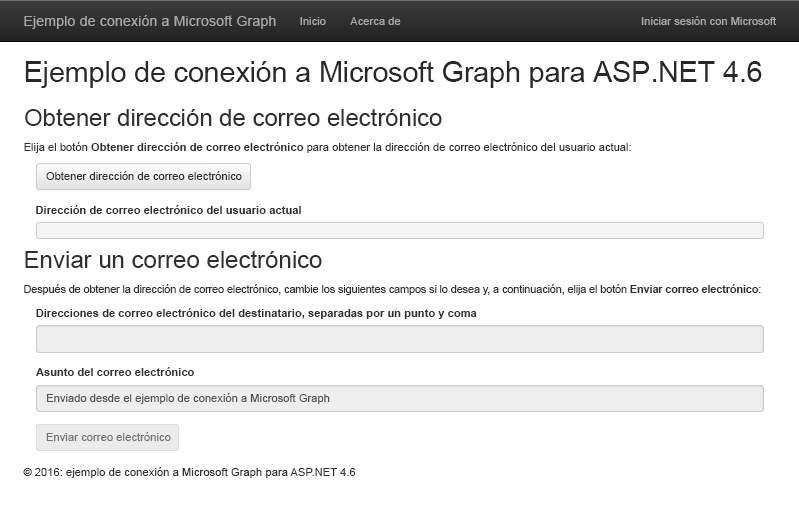 Ejemplo de conexión a Microsoft Graph Inicio Acerca de Iniciar sesión con Microsoft
Ejemplo de conexión a Microsoft Graph para ASP.NET 4.6
Obtener dirección de correo electrónico
Elija el botón Obtener dirección de correo electrónico para obtener la dirección de correo electrónico del usuario actual:
Obtener dirección de correo electrónico
Dirección de correo electrónico del usuario actual
Enviar un correo electrónico
Después de obtener la dirección de correo electrónico, cambie los siguientes campos si lo desea y, a continuación, elija el botón Enviar correo electrónico:
Direcciones de correo electrónico del destinatario, separadas por un punto y coma
Asunto del correo electrónico
Enviado desde el ejemplo de conexión a Microsoft Graph
Enviar correo electrónico
© 2016: ejemplo de conexión a Microsoft Graph para ASP.NET 4.6